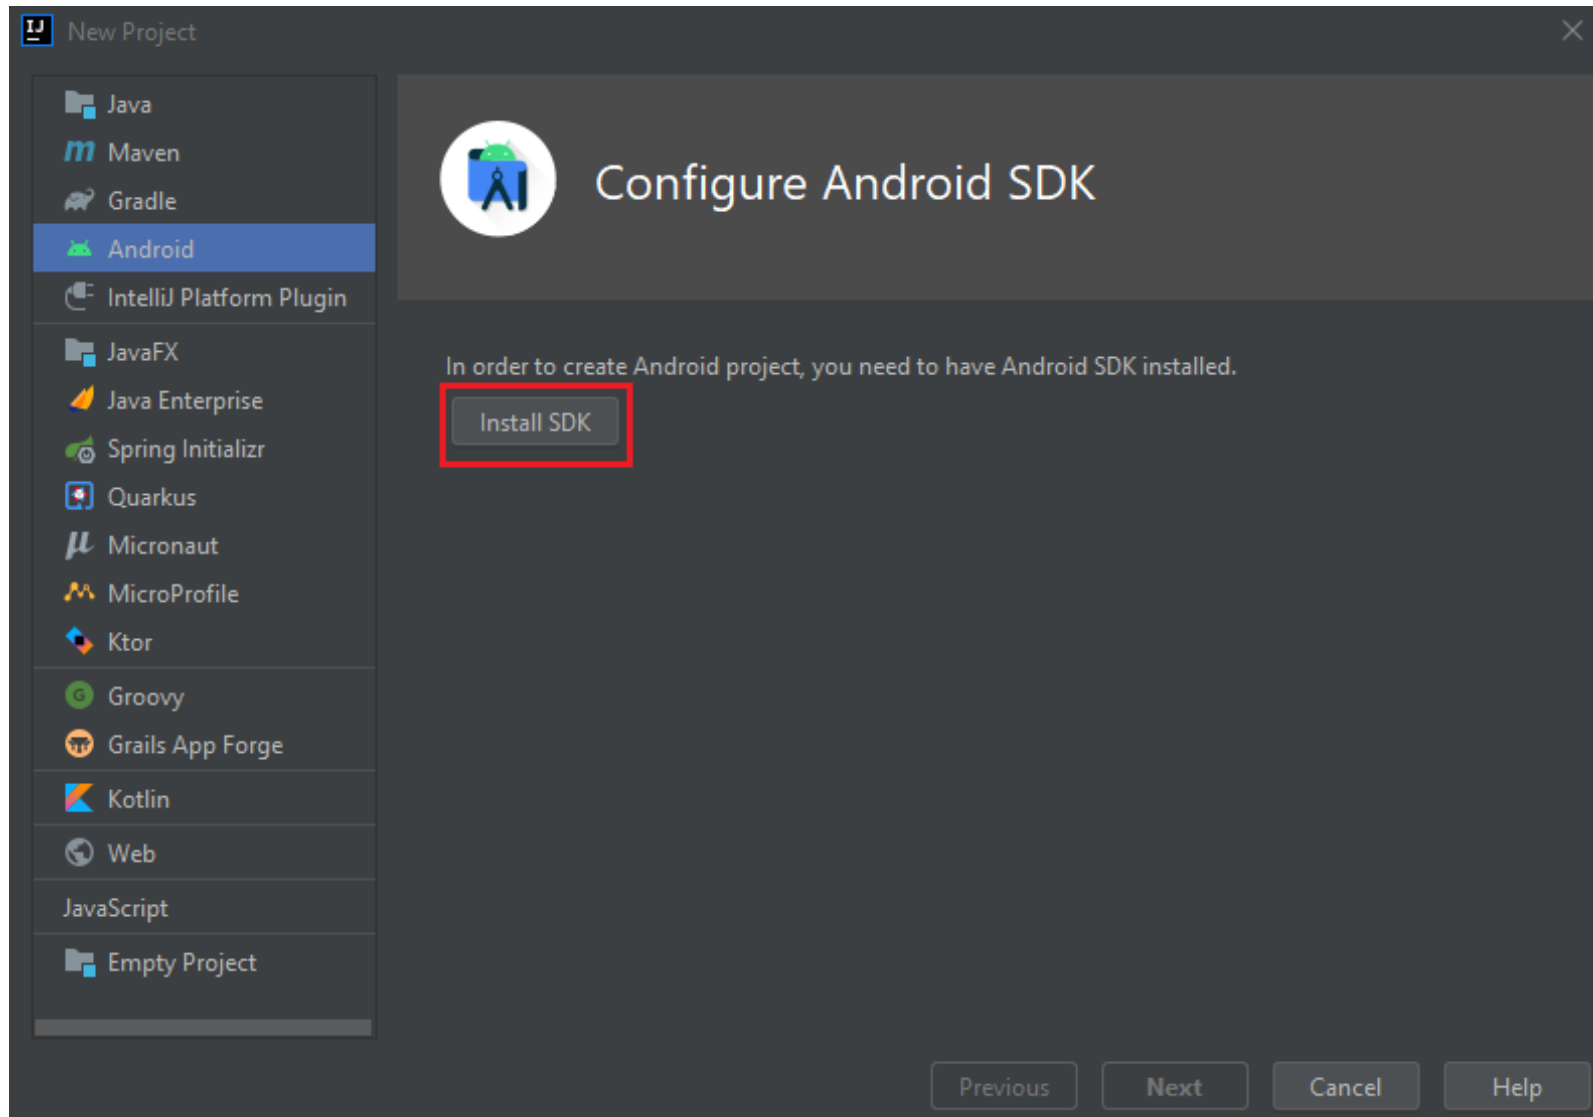 IJ New Project
Java
Maven
Gradle
Android
IntelliJ Platform Plugin
JavaFX
Java Enterprise
Spring Initializr
Quarkus
Micronaut
MicroProfile
Ktor
Groovy
Grails App Forge
Kotlin
Web
JavaScript
Empty Project
Configure Android SDK
In order to create Android project, you need to have Android SDK installed.
Install SDK
Previous
Next
Cancel
Help